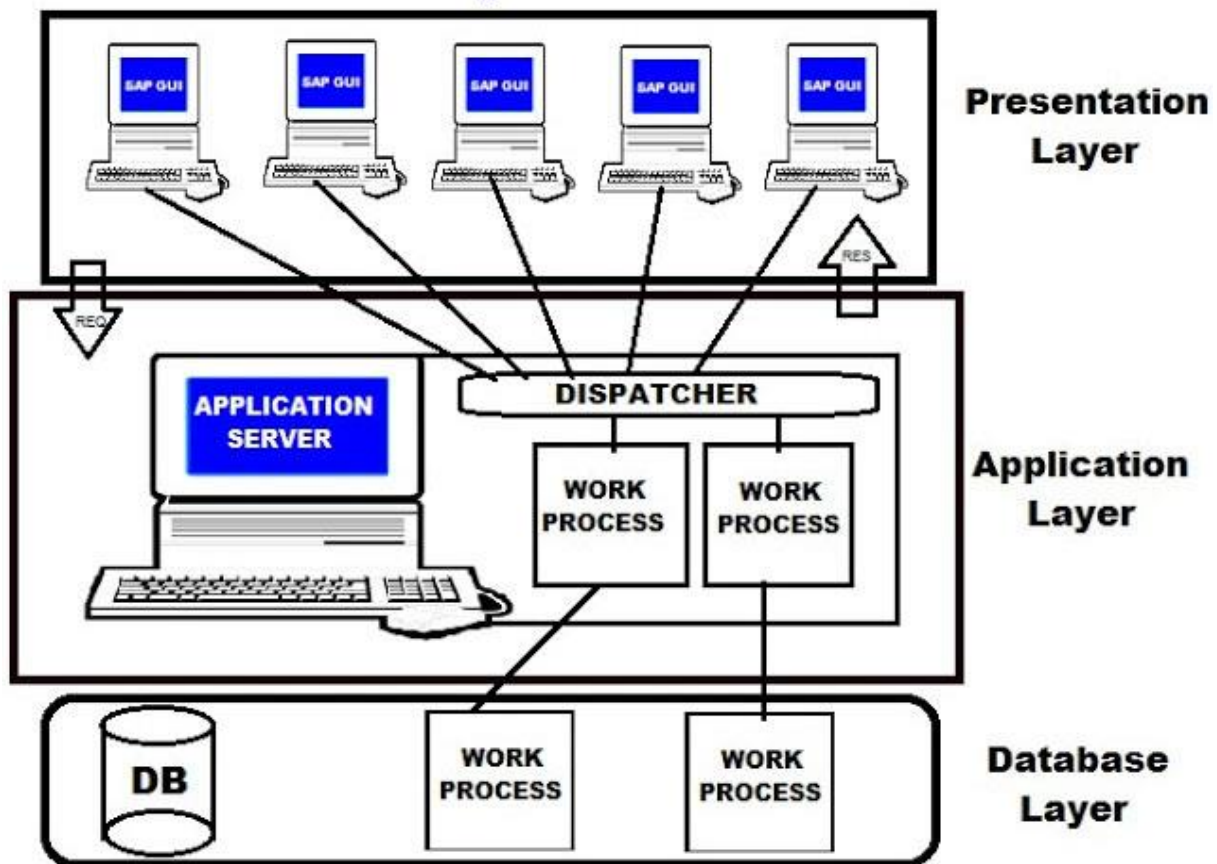 SAP GUI
SAP GUI
SAP GUI
SAP GUI
SAP GUI
Presentation
Layer
REQ
RES
APPLICATION
SERVER
DISPATCHER
WORK
PROCESS
WORK
PROCESS
Application
Layer
DB
WORK
PROCESS
WORK
PROCESS
Database
Layer